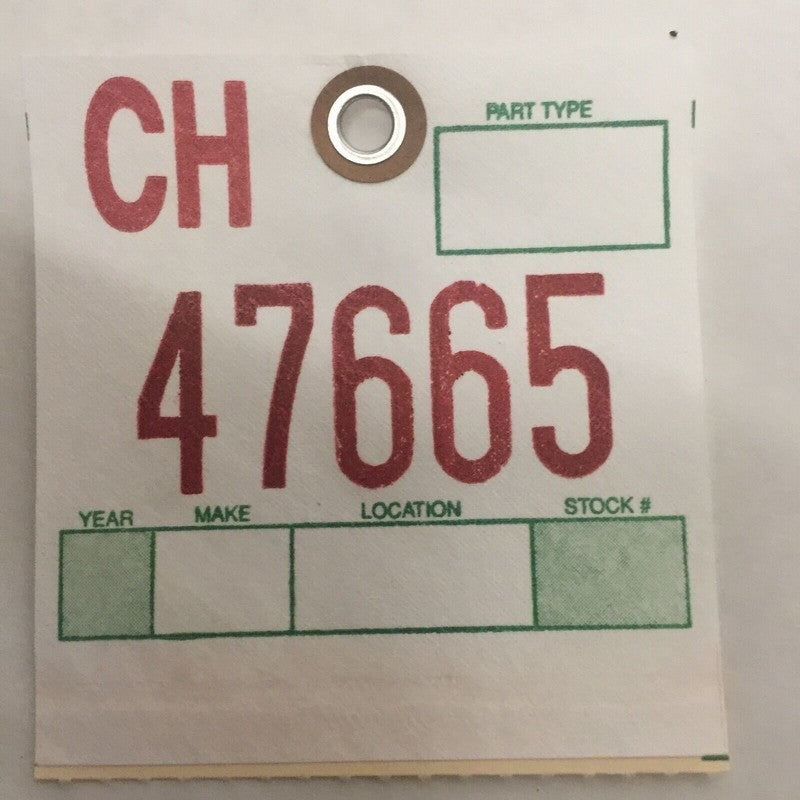 CH
PART TYPE
47665
YEAR MAKE LOCATION STOCK #